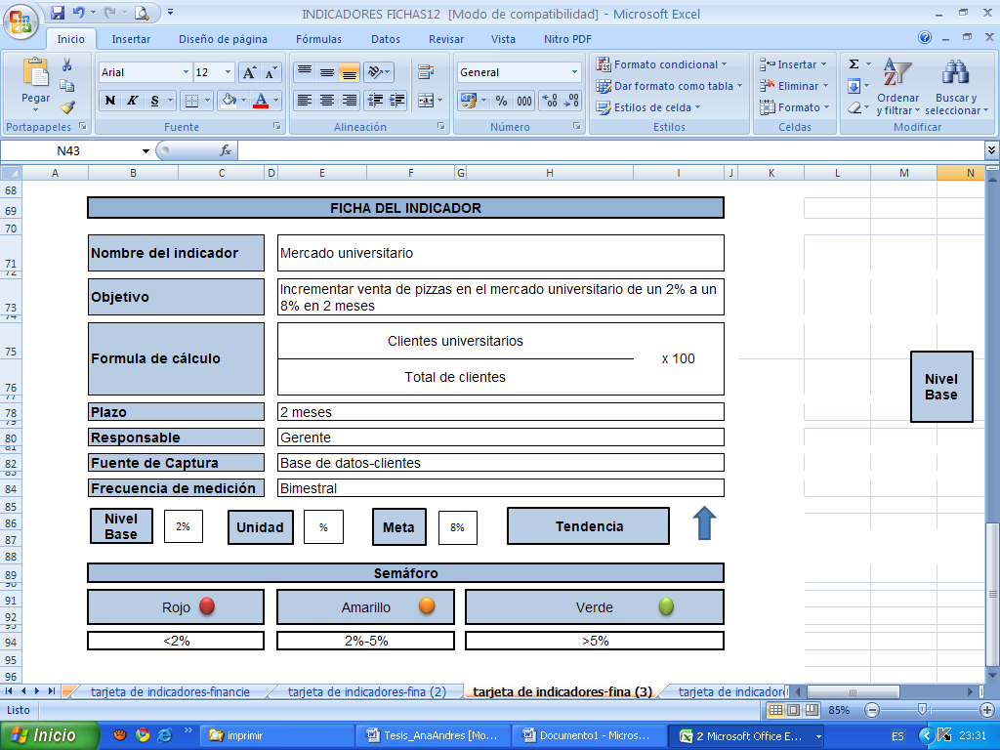 INDICADORES FICHAS12 [Modo de compatibilidad] - Microsoft Excel
Inicio Insertar Diseño de página Fórmulas Datos Revisar Vista Nitro PDF
Pegar
Arial 12
N K S
General
% 000
Formato condicional
Dar formato como tabla
Estilos de celda
Insertar
Eliminar
Formato
Σ
Ordenar y filtrar
Buscar y seleccionar
Portapapeles Fuente Alineación Número Estilos Celdas Modificar
N43 fx
A B C D E F G H I J K L M N
68
69 FICHA DEL INDICADOR
70
71 Nombre del indicador Mercado universitario
72
73 Objetivo Incrementar venta de pizzas en el mercado universitario de un 2% a un
8% en 2 meses
74
75 Clientes universitarios
Formula de cálculo x 100
76 Total de clientes
77
78 Plazo 2 meses
79
80 Responsable Gerente
81
82 Fuente de Captura Base de datos-clientes
83
84 Frecuencia de medición Bimestral
85
86 Nivel Base 2% Unidad % Meta 8% Tendencia
87
88
89 Semáforo
90
91 Rojo Amarillo Verde
92
93
94 <2% 2%-5% >5%
95
96
Nivel
Base
tarjeta de indicadores-financie tarjeta de indicadores-fina (2) tarjeta de indicadores-fina (3) tarjeta de indicador
Listo 85%
Inicio imprimir Tesis_AnaAndres [Mo... Documento1 - Micros... 2 Microsoft Office E... ES 23:31